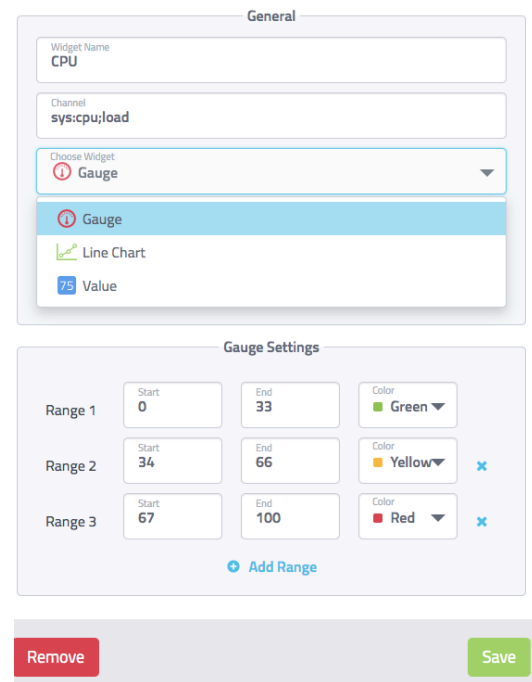 General
Widget Name
CPU
Channel
sys:cpu;load
Choose Widget
Gauge
Gauge
Line Chart
75 Value
Gauge Settings
Range 1 Start 0 End 33 Color Green
Range 2 Start 34 End 66 Color Yellow
Range 3 Start 67 End 100 Color Red
Add Range
Remove Save